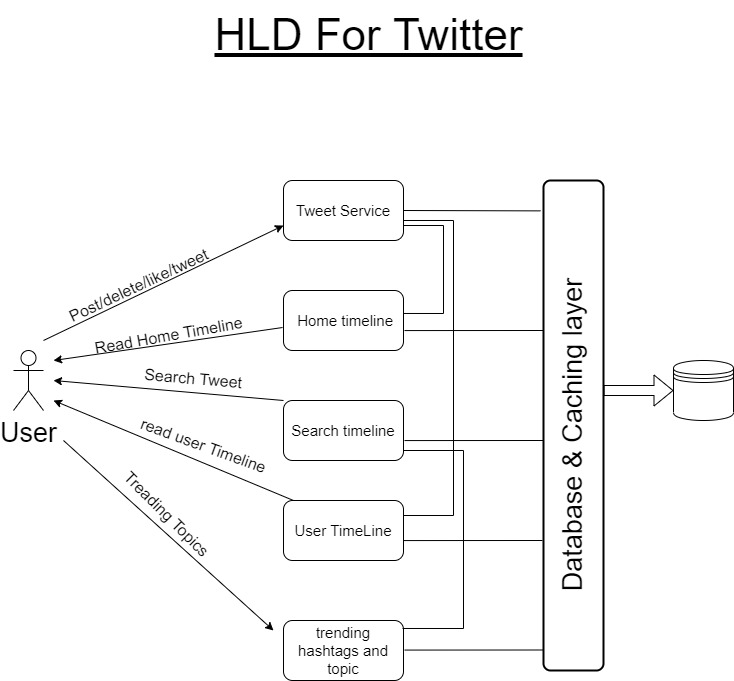 HLD For Twitter
Tweet Service
Post/delete/like/tweet
Home timeline
Read Home Timeline
Search Tweet
User
Search timeline
read user Timeline
User TimeLine
Treading Topics
trending
hashtags and
topic
Database & Caching layer